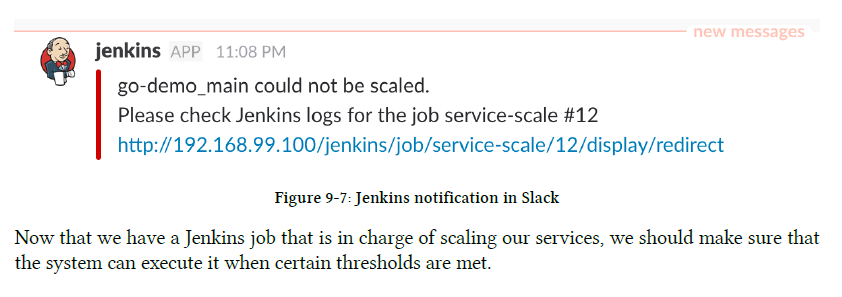 new messages
jenkins APP 11:08 PM
go-demo_main could not be scaled.
Please check Jenkins logs for the job service-scale #12
http://192.168.99.100/jenkins/job/service-scale/12/display/redirect
Figure 9-7: Jenkins notification in Slack
Now that we have a Jenkins job that is in charge of scaling our services, we should make sure that
the system can execute it when certain thresholds are met.